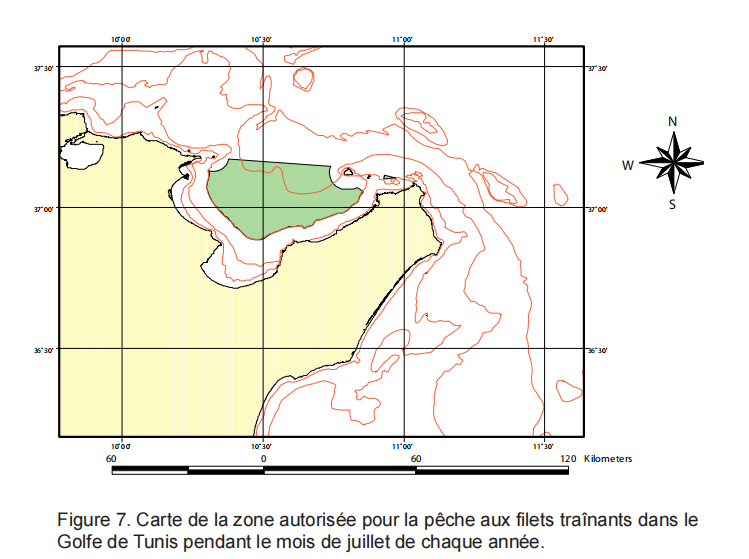 10°00' 10°30' 11°00' 11°30'
37°30' 37°30'
N
W
S
37°00' 37°00'
36°30' 36°30'
10°00' 10°30' 11°00' 11°30'
60 0 60 120 Kilometers
Figure 7. Carte de la zone autorisée pour la pêche aux filets traînants dans le
Golfe de Tunis pendant le mois de juillet de chaque année.